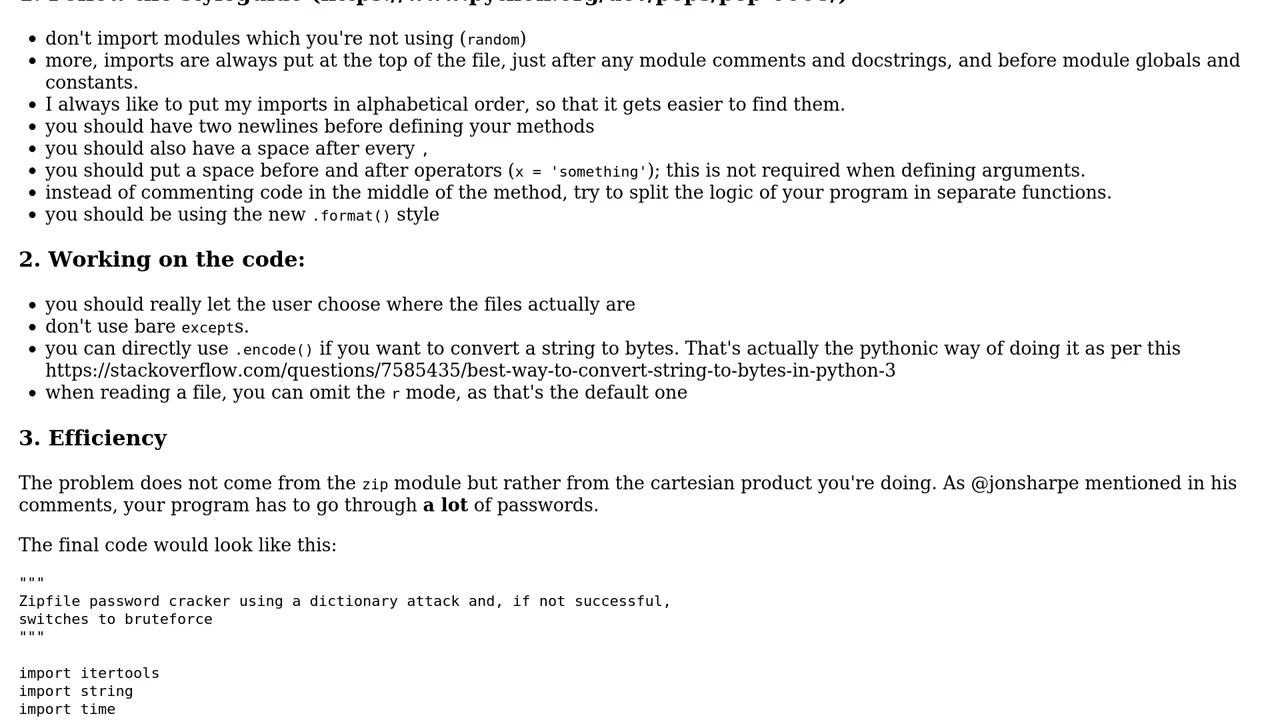 don't import modules which you're not using (random)
more, imports are always put at the top of the file, just after any module comments and docstrings, and before module globals and
constants.
I always like to put my imports in alphabetical order, so that it gets easier to find them.
you should have two newlines before defining your methods
you should also have a space after every ,
you should put a space before and after operators (x = 'something'); this is not required when defining arguments.
instead of commenting code in the middle of the method, try to split the logic of your program in separate functions.
you should be using the new .format() style
2. Working on the code:
you should really let the user choose where the files actually are
don't use bare excepts.
you can directly use .encode() if you want to convert a string to bytes. That's actually the pythonic way of doing it as per this
https://stackoverflow.com/questions/7585435/best-way-to-convert-string-to-bytes-in-python-3
when reading a file, you can omit the r mode, as that's the default one
3. Efficiency
The problem does not come from the zip module but rather from the cartesian product you're doing. As @jonsharpe mentioned in his
comments, your program has to go through a lot of passwords.
The final code would look like this:
"""
Zipfile password cracker using a dictionary attack and, if not successful,
switches to bruteforce
"""
import itertools
import string
import time